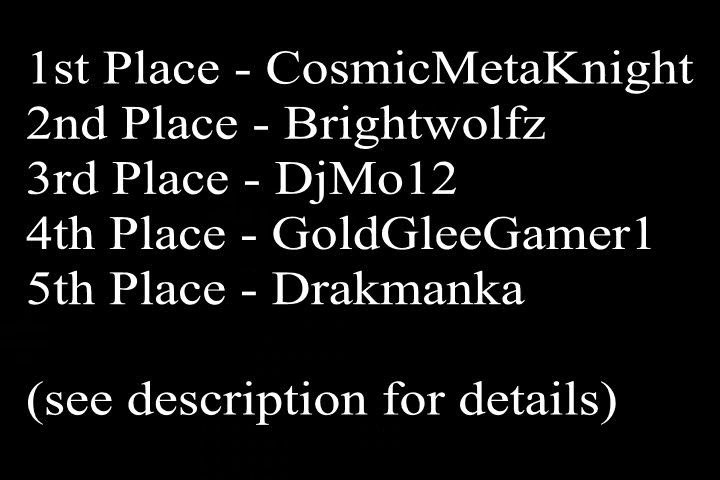 1st Place - CosmicMetaKnight
2nd Place - Brightwolfz
3rd Place - DjMo12
4th Place - GoldGleeGamer1
5th Place - Drakmanka
(see description for details)